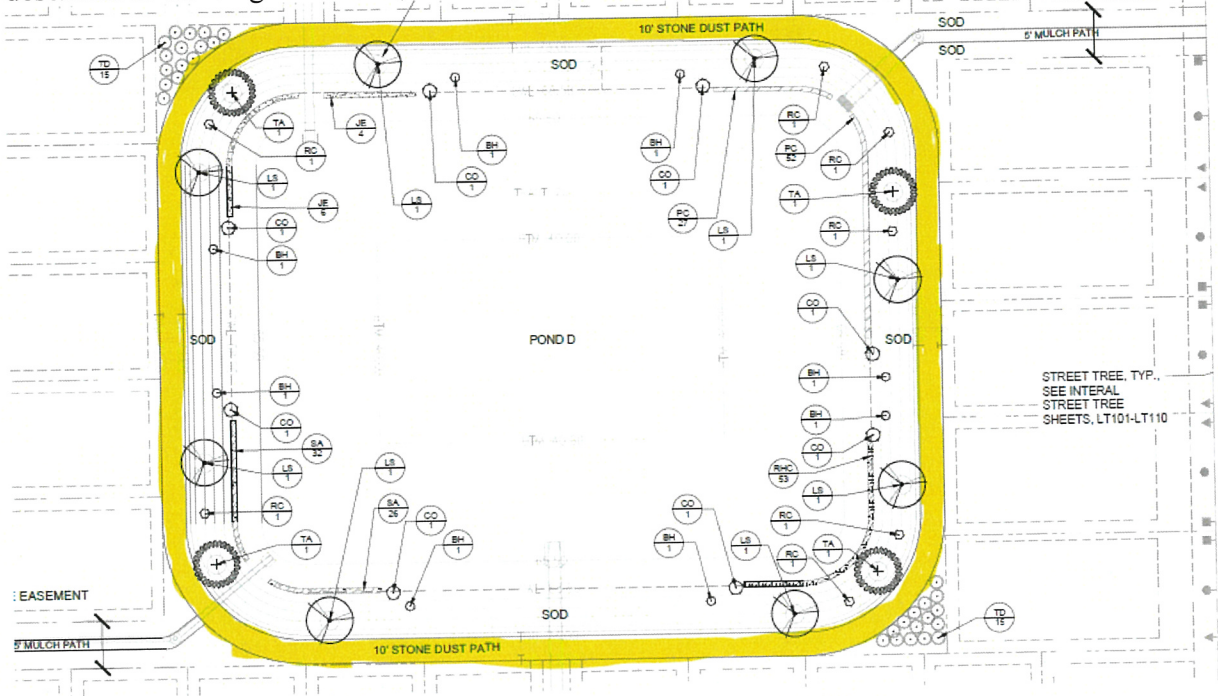 10' STONE DUST PATH
SOD
5' MULCH PATH
SOD
SOD
TD
15
TA
1
RC
1
JE
4
BH
1
CO
1
LS
1
LS
1
JE
6
CO
1
BH
1
BH
1
CO
1
PC
27
LS
1
RC
1
PC
52
RC
1
TA
1
RC
1
LS
1
CO
1
SOD
POND D
SOD
BH
1
BH
1
CO
1
STREET TREE, TYP.,
SEE INTERAL
STREET TREE
SHEETS, LT101-LT110
BH
1
CO
1
SA
32
LS
1
RC
1
TA
1
LS
1
SA
26
CO
1
BH
1
RHC
53
LS
1
RC
1
CO
1
BH
1
LS
1
RC
1
TA
1
EASEMENT
5' MULCH PATH
SOD
TD
15
10' STONE DUST PATH